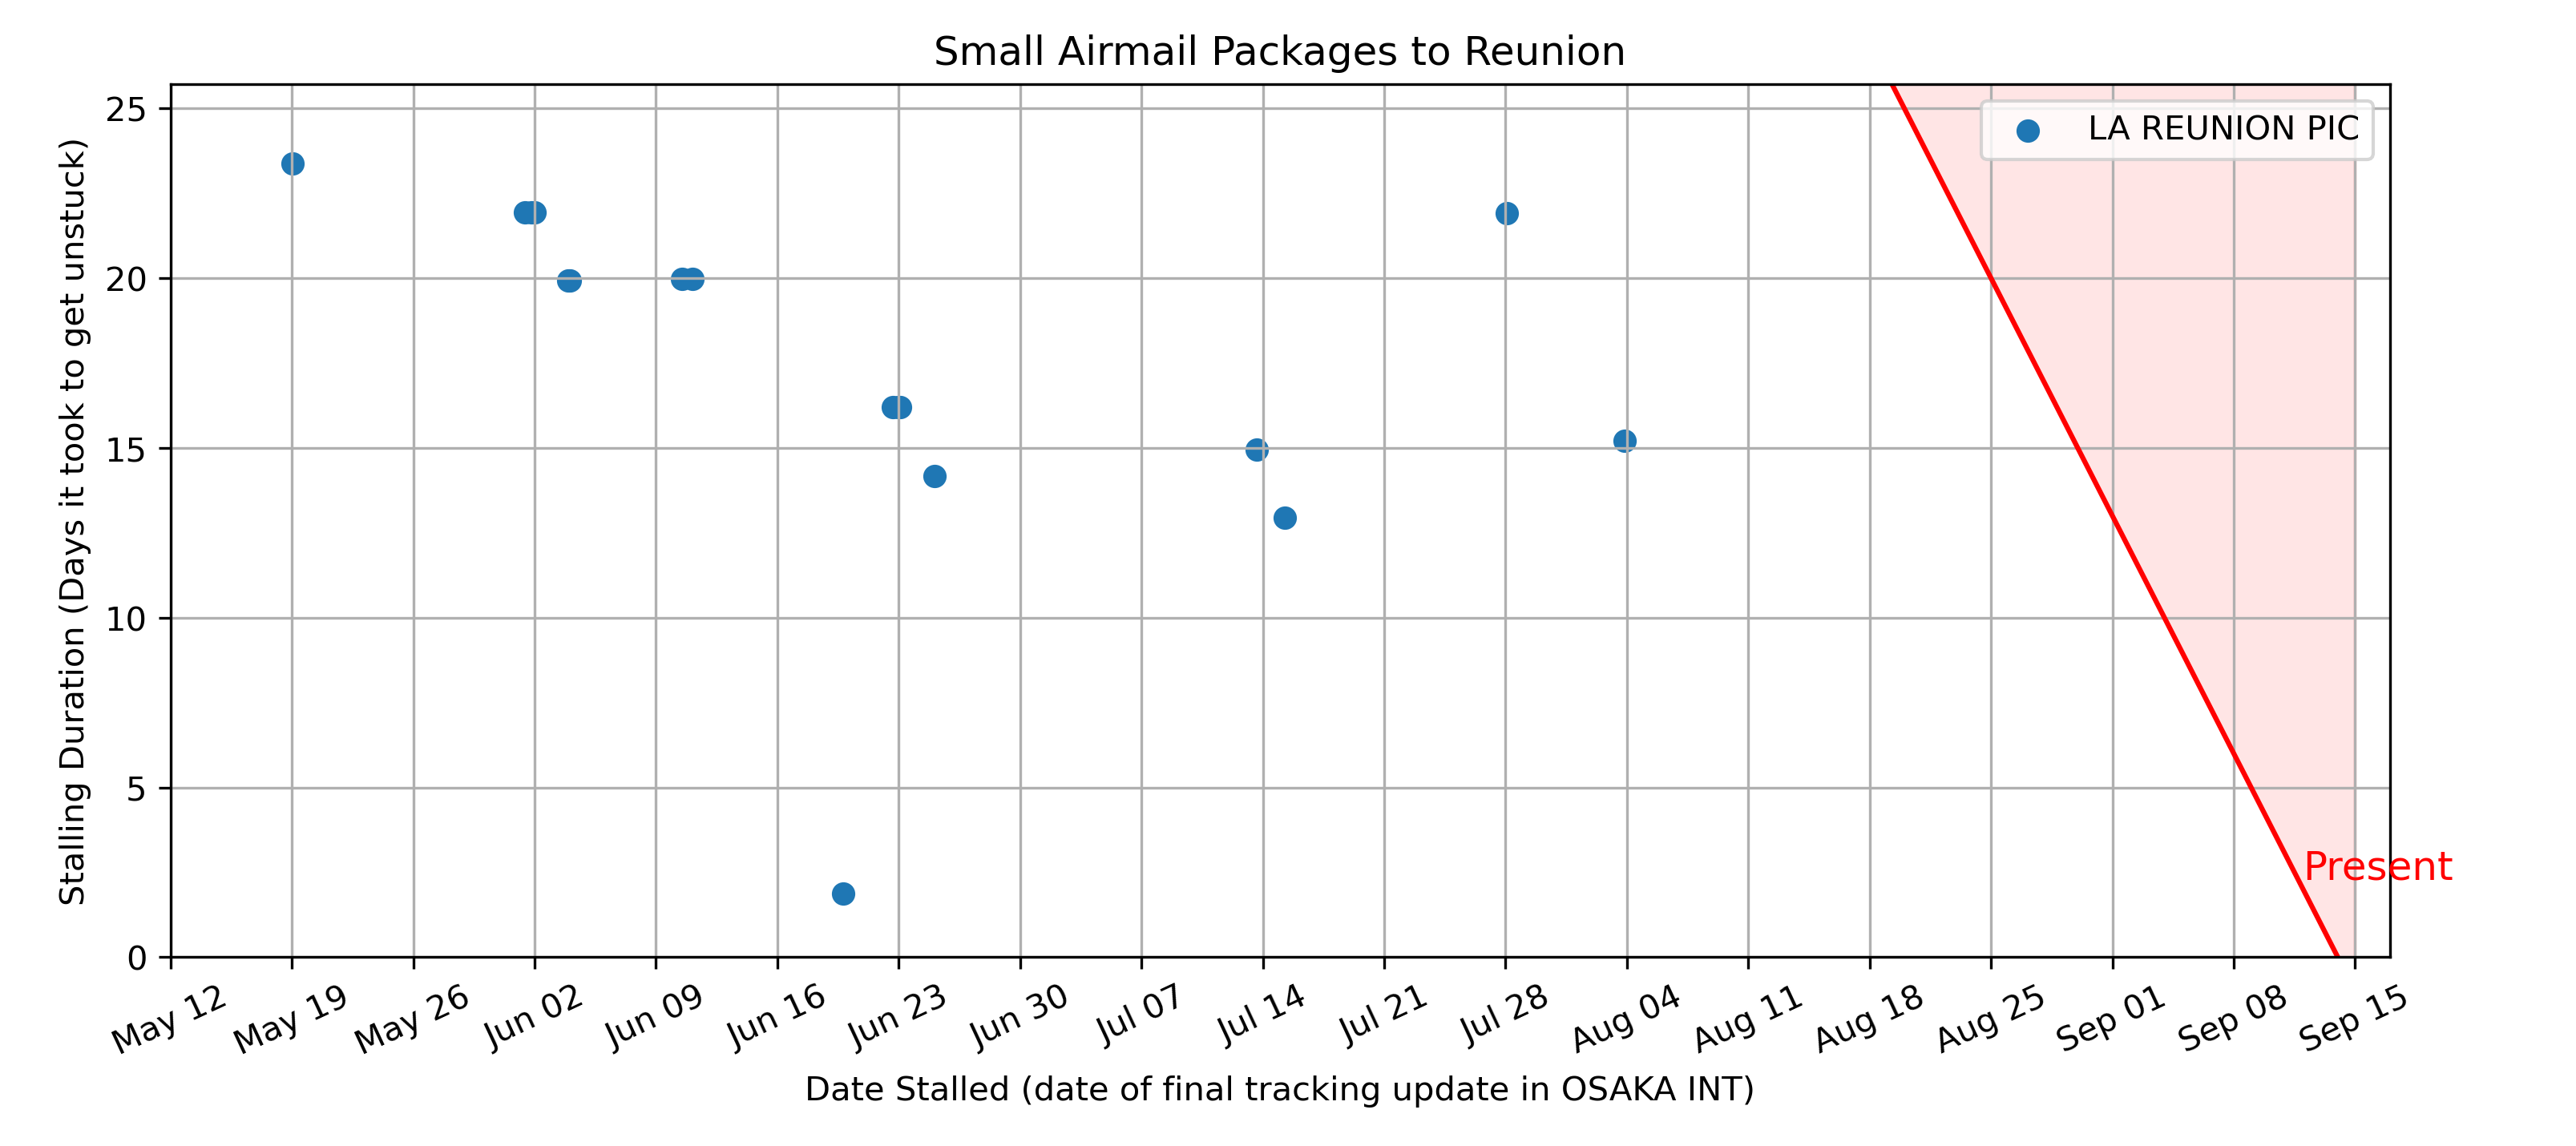 Small Airmail Packages to Reunion
LA REUNION PIC
Stalling Duration (Days it took to get unstuck)
25
20
15
10
5
0
Present
May 12
May 19
May 26
Jun 02
Jun 09
Jun 16
Jun 23
Jun 30
Jul 07
Jul 14
Jul 21
Jul 28
Aug 04
Aug 11
Aug 18
Aug 25
Sep 01
Sep 08
Sep 15
Date Stalled (date of final tracking update in OSAKA INT)